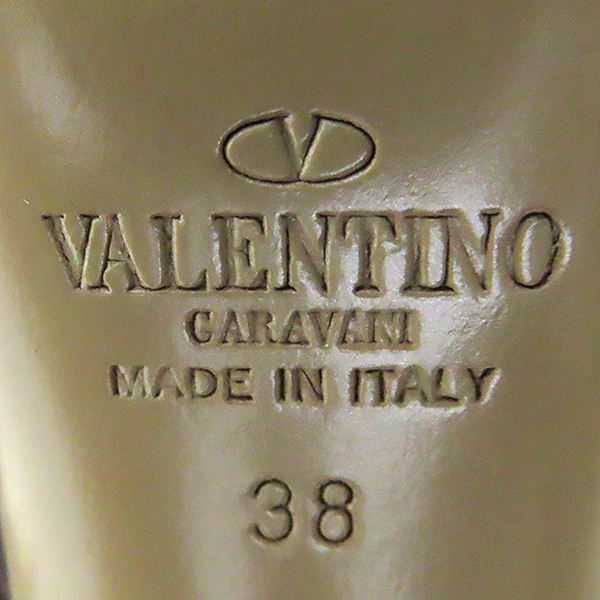 V
VALENTINO
GARAVANI
MADE IN ITALY
38